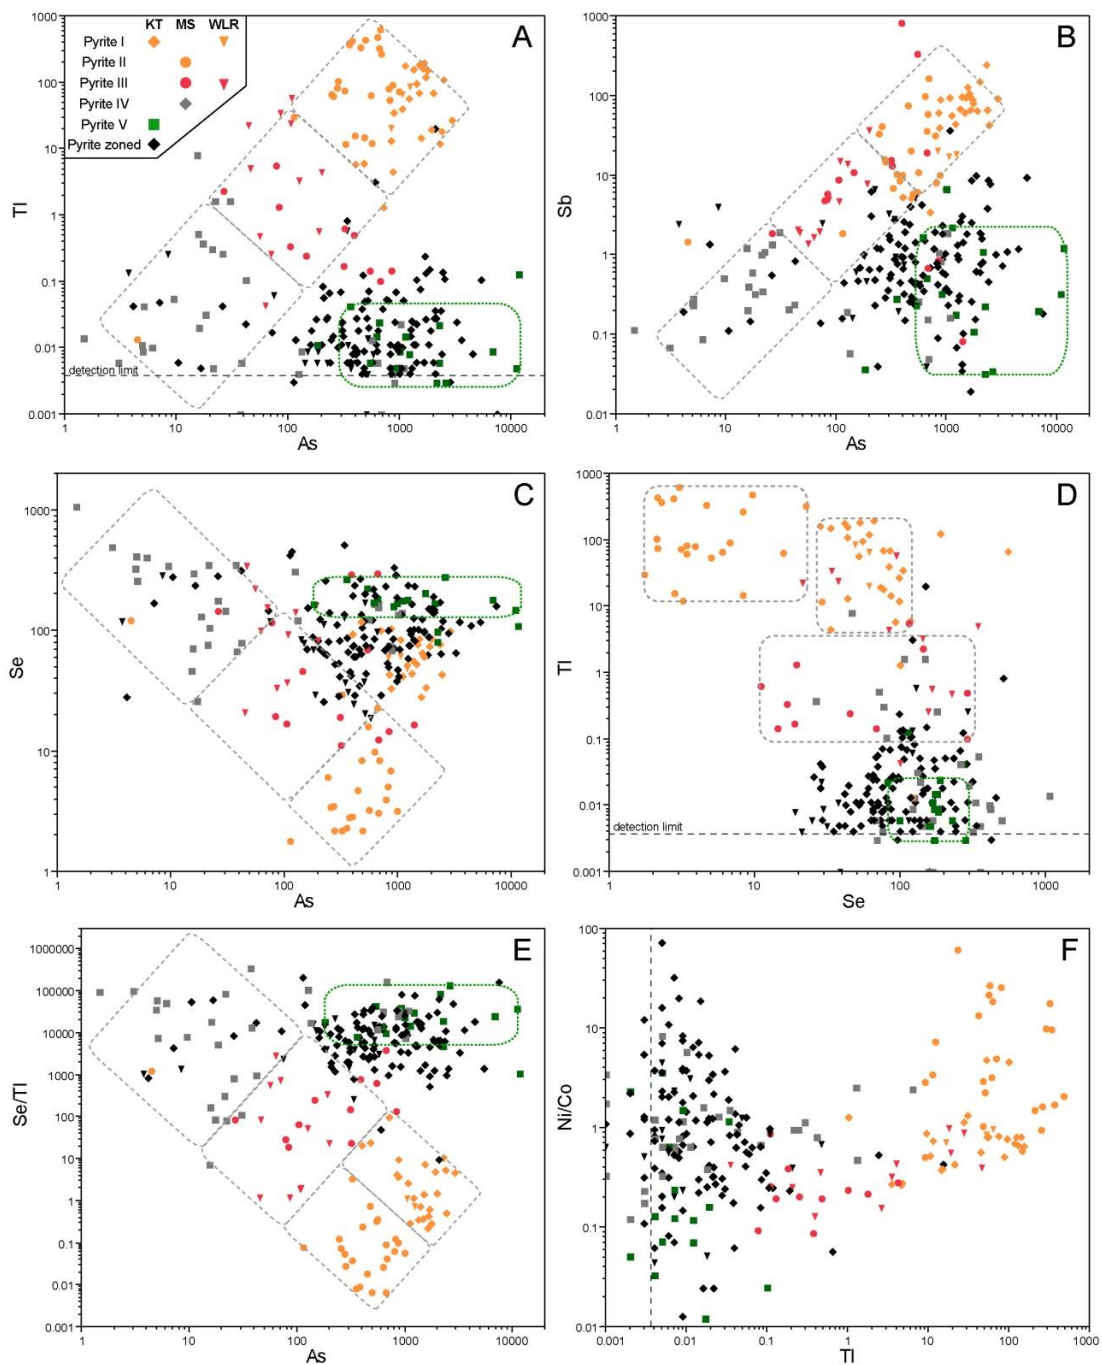 A
KT MS WLR
Pyrite I
Pyrite II
Pyrite III
Pyrite IV
Pyrite V
Pyrite zoned
1000
100
10
1
0.1
0.01
0.001
Tl
detection limit
1 10 100 1000 10000
As
B
1000
100
10
1
0.1
0.01
Sb
1 10 100 1000 10000
As
C
1000
100
10
1
Se
1 10 100 1000 10000
As
D
1000
100
10
1
0.1
0.01
0.001
Tl
detection limit
1 10 100 1000
Se
E
1000000
100000
10000
1000
100
10
1
0.1
0.01
0.001
Se/Tl
1 10 100 1000 10000
As
F
100
10
1
0.1
0.01
Ni/Co
0.001 0.01 0.1 1 10 100 1000
Tl